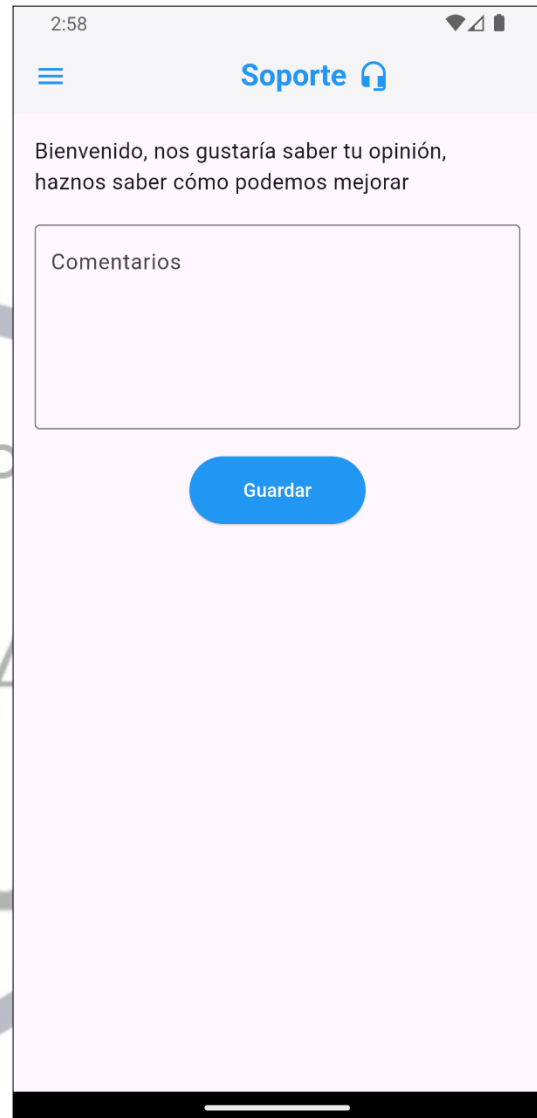 2:58
Soporte
Bienvenido, nos gustaría saber tu opinión,
haznos saber cómo podemos mejorar
Comentarios
Guardar